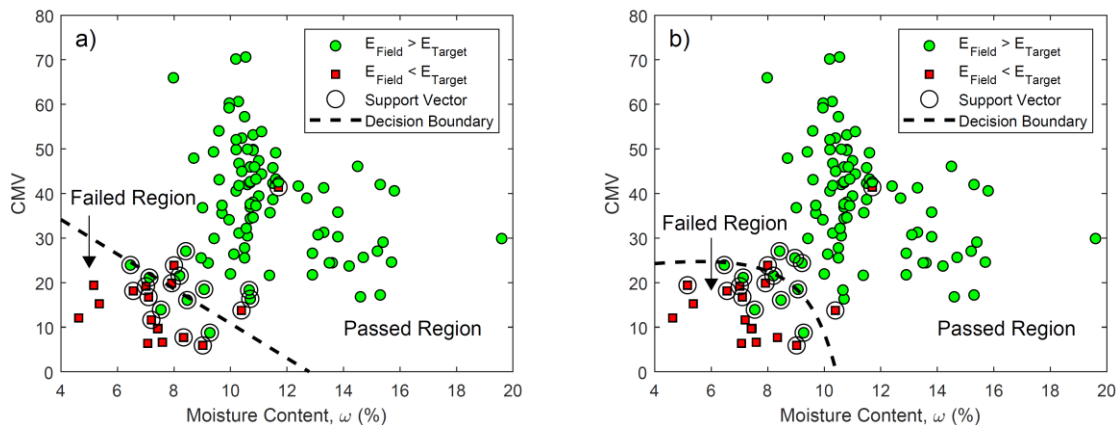 a)
E_Field > E_Target
E_Field < E_Target
Support Vector
Decision Boundary
Failed Region
Passed Region
CMV
80
70
60
50
40
30
20
10
0
4 6 8 10 12 14 16 18 20
Moisture Content, ω (%)
b)
E_Field > E_Target
E_Field < E_Target
Support Vector
Decision Boundary
Failed Region
Passed Region
CMV
80
70
60
50
40
30
20
10
0
4 6 8 10 12 14 16 18 20
Moisture Content, ω (%)